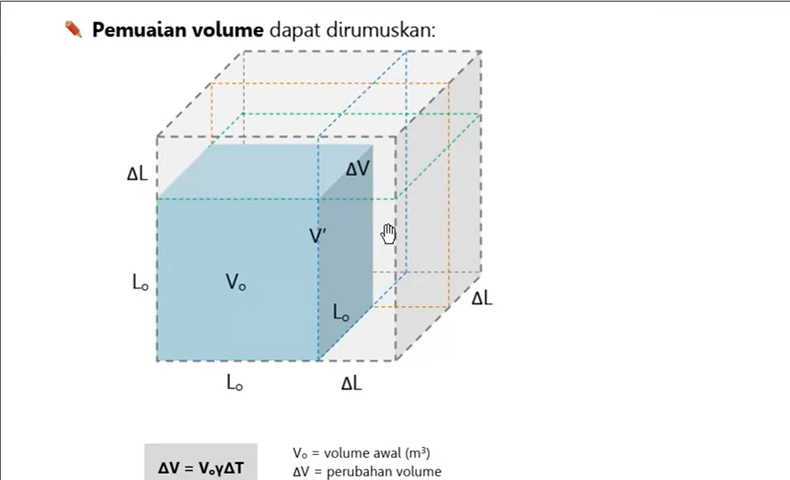 Pemuaian volume dapat dirumuskan:
ΔL
ΔV
V'
L₀
V₀
L₀
ΔL
L₀
ΔL
ΔV = V₀γΔT
V₀ = volume awal (m³)
ΔV = perubahan volume